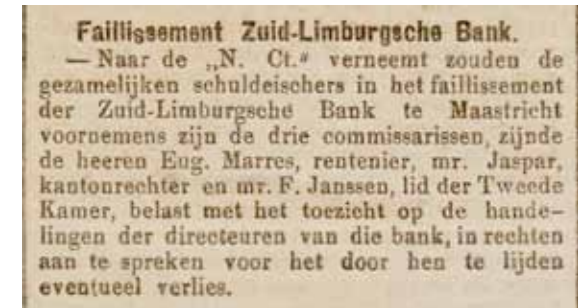 Faillissement Zuid-Limburgsche Bank.
— Naar de „N. Ct." verneemt zouden de
gezamelijken schuldeischers in het faillissement
der Zuid-Limburgsche Bank te Maastricht
voornemens zijn de drie commissarissen, zijnde
de heeren Eug. Marres, rentenier, mr. Jaspar,
kantonrechter en mr. F. Janssen, lid der Tweede
Kamer, belast met het toezicht op de hande-
lingen der directeuren van die bank, in rechten
aan te spreken voor het door hen te lijden
eventueel verlies.